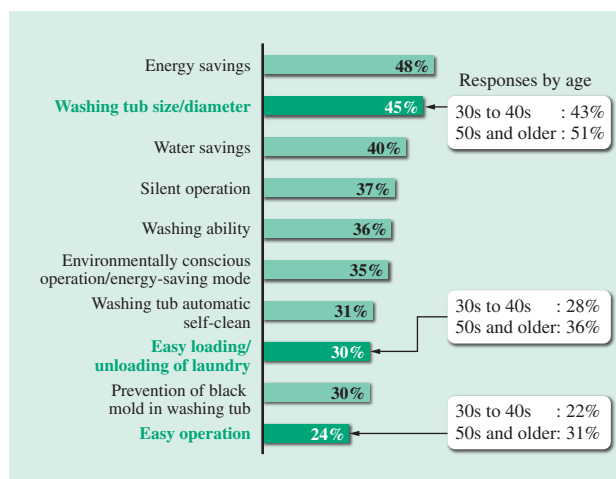 Energy savings 48%
Responses by age
Washing tub size/diameter 45%
30s to 40s : 43%
50s and older : 51%
Water savings 40%
Silent operation 37%
Washing ability 36%
Environmentally conscious
operation/energy-saving mode 35%
Washing tub automatic
self-clean 31%
30s to 40s : 28%
50s and older: 36%
Easy loading/
unloading of laundry 30%
Prevention of black
mold in washing tub 30%
30s to 40s : 22%
50s and older: 31%
Easy operation 24%